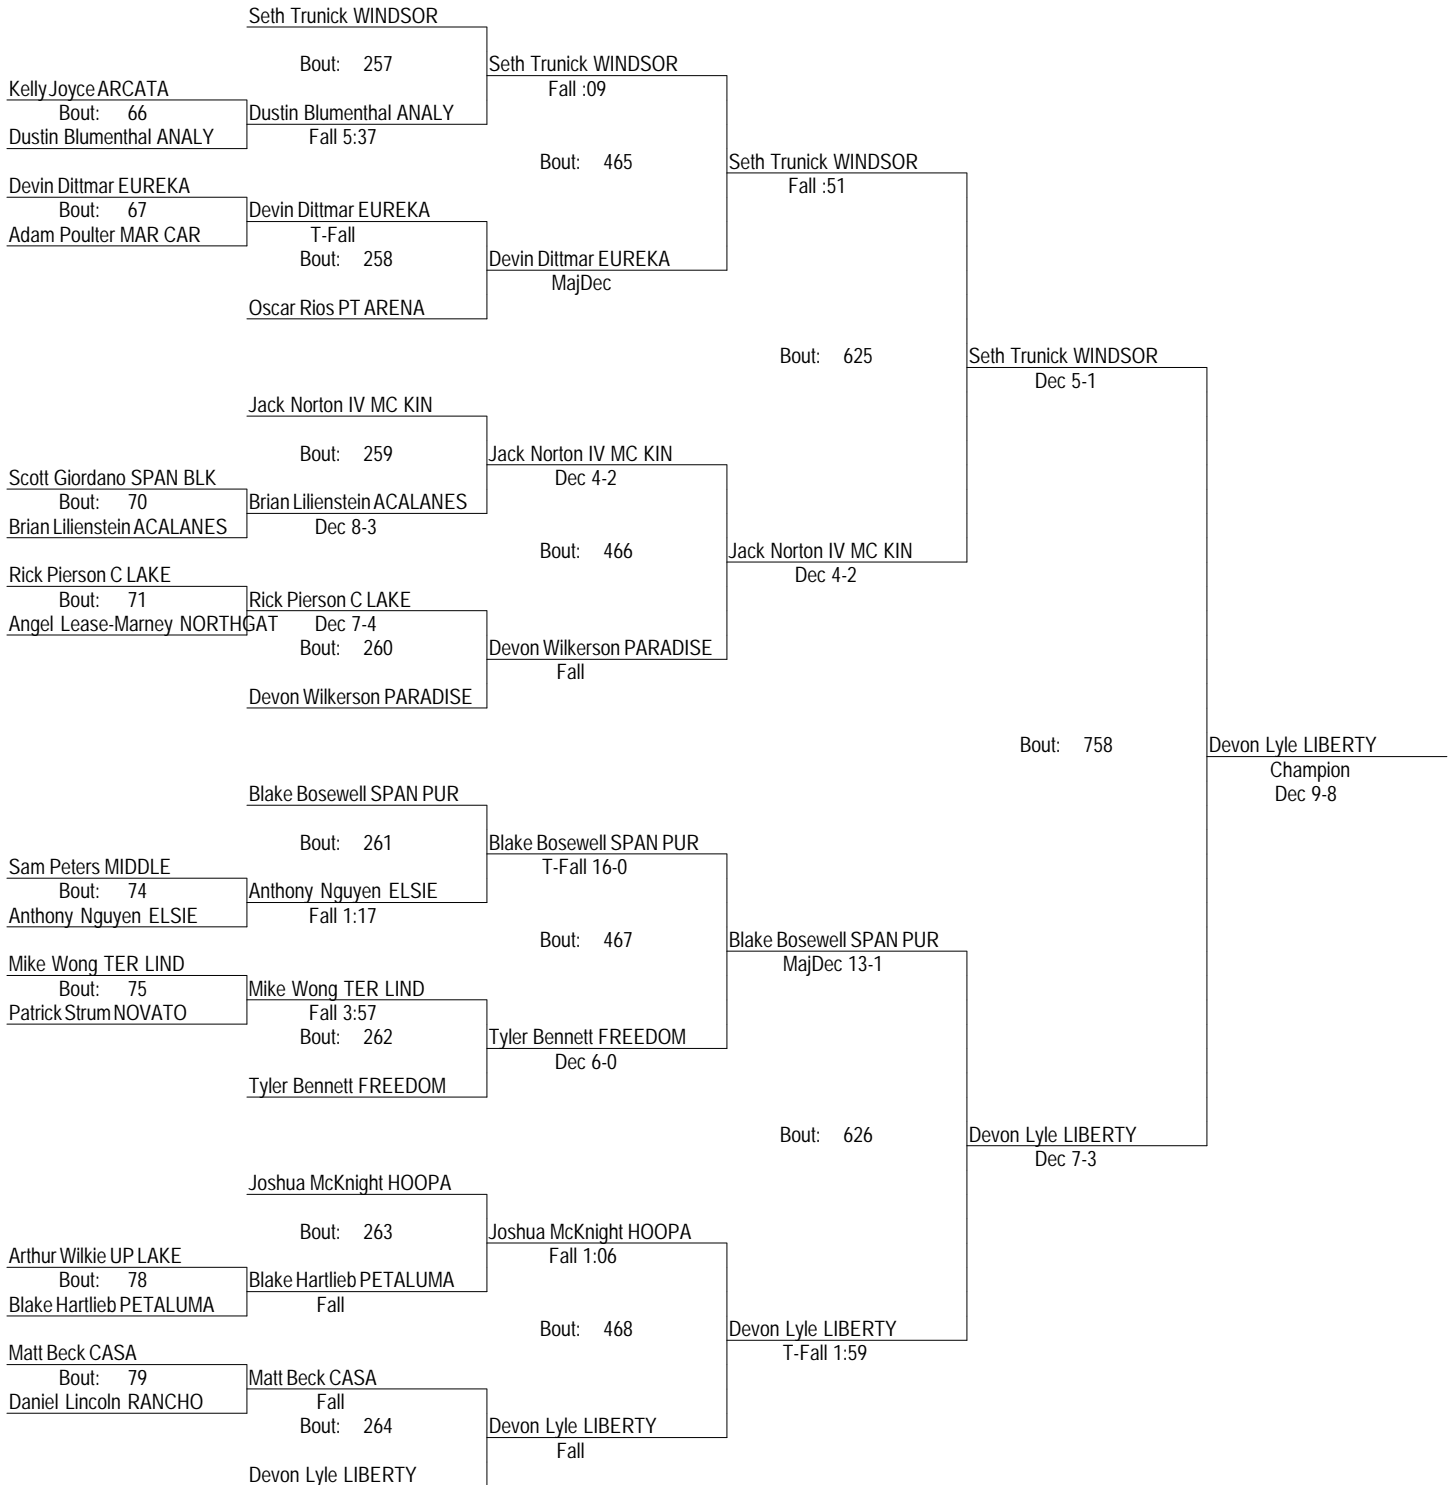 Seth Trunick WINDSOR
Bout: 257
Seth Trunick WINDSOR
Kelly Joyce ARCATA
Fall :09
Bout: 66
Dustin Blumenthal ANALY
Dustin Blumenthal ANALY
Fall 5:37
Bout: 465
Seth Trunick WINDSOR
Devin Dittmar EUREKA
Fall :51
Bout: 67
Devin Dittmar EUREKA
Adam Poulter MAR CAR
T-Fall
Bout: 258
Devin Dittmar EUREKA
MajDec
Oscar Rios PT ARENA
Bout: 625
Seth Trunick WINDSOR
Dec 5-1
Jack Norton IV MC KIN
Bout: 259
Jack Norton IV MC KIN
Scott Giordano SPAN BLK
Dec 4-2
Bout: 70
Brian Lilienstein ACALANES
Brian Lilienstein ACALANES
Dec 8-3
Bout: 466
Jack Norton IV MC KIN
Rick Pierson C LAKE
Dec 4-2
Bout: 71
Rick Pierson C LAKE
Angel Lease-Marney NORTHGAT
Dec 7-4
Bout: 260
Devon Wilkerson PARADISE
Fall
Devon Wilkerson PARADISE
Bout: 758
Devon Lyle LIBERTY
Champion
Dec 9-8
Blake Bosewell SPAN PUR
Bout: 261
Blake Bosewell SPAN PUR
Sam Peters MIDDLE
T-Fall 16-0
Bout: 74
Anthony Nguyen ELSIE
Anthony Nguyen ELSIE
Fall 1:17
Bout: 467
Blake Bosewell SPAN PUR
Mike Wong TER LIND
MajDec 13-1
Bout: 75
Mike Wong TER LIND
Patrick Strum NOVATO
Fall 3:57
Bout: 262
Tyler Bennett FREEDOM
Dec 6-0
Tyler Bennett FREEDOM
Bout: 626
Devon Lyle LIBERTY
Dec 7-3
Joshua McKnight HOOPA
Bout: 263
Joshua McKnight HOOPA
Arthur Wilkie UP LAKE
Fall 1:06
Bout: 78
Blake Hartlieb PETALUMA
Blake Hartlieb PETALUMA
Fall
Bout: 468
Devon Lyle LIBERTY
Matt Beck CASA
T-Fall 1:59
Bout: 79
Matt Beck CASA
Daniel Lincoln RANCHO
Fall
Bout: 264
Devon Lyle LIBERTY
Fall
Devon Lyle LIBERTY